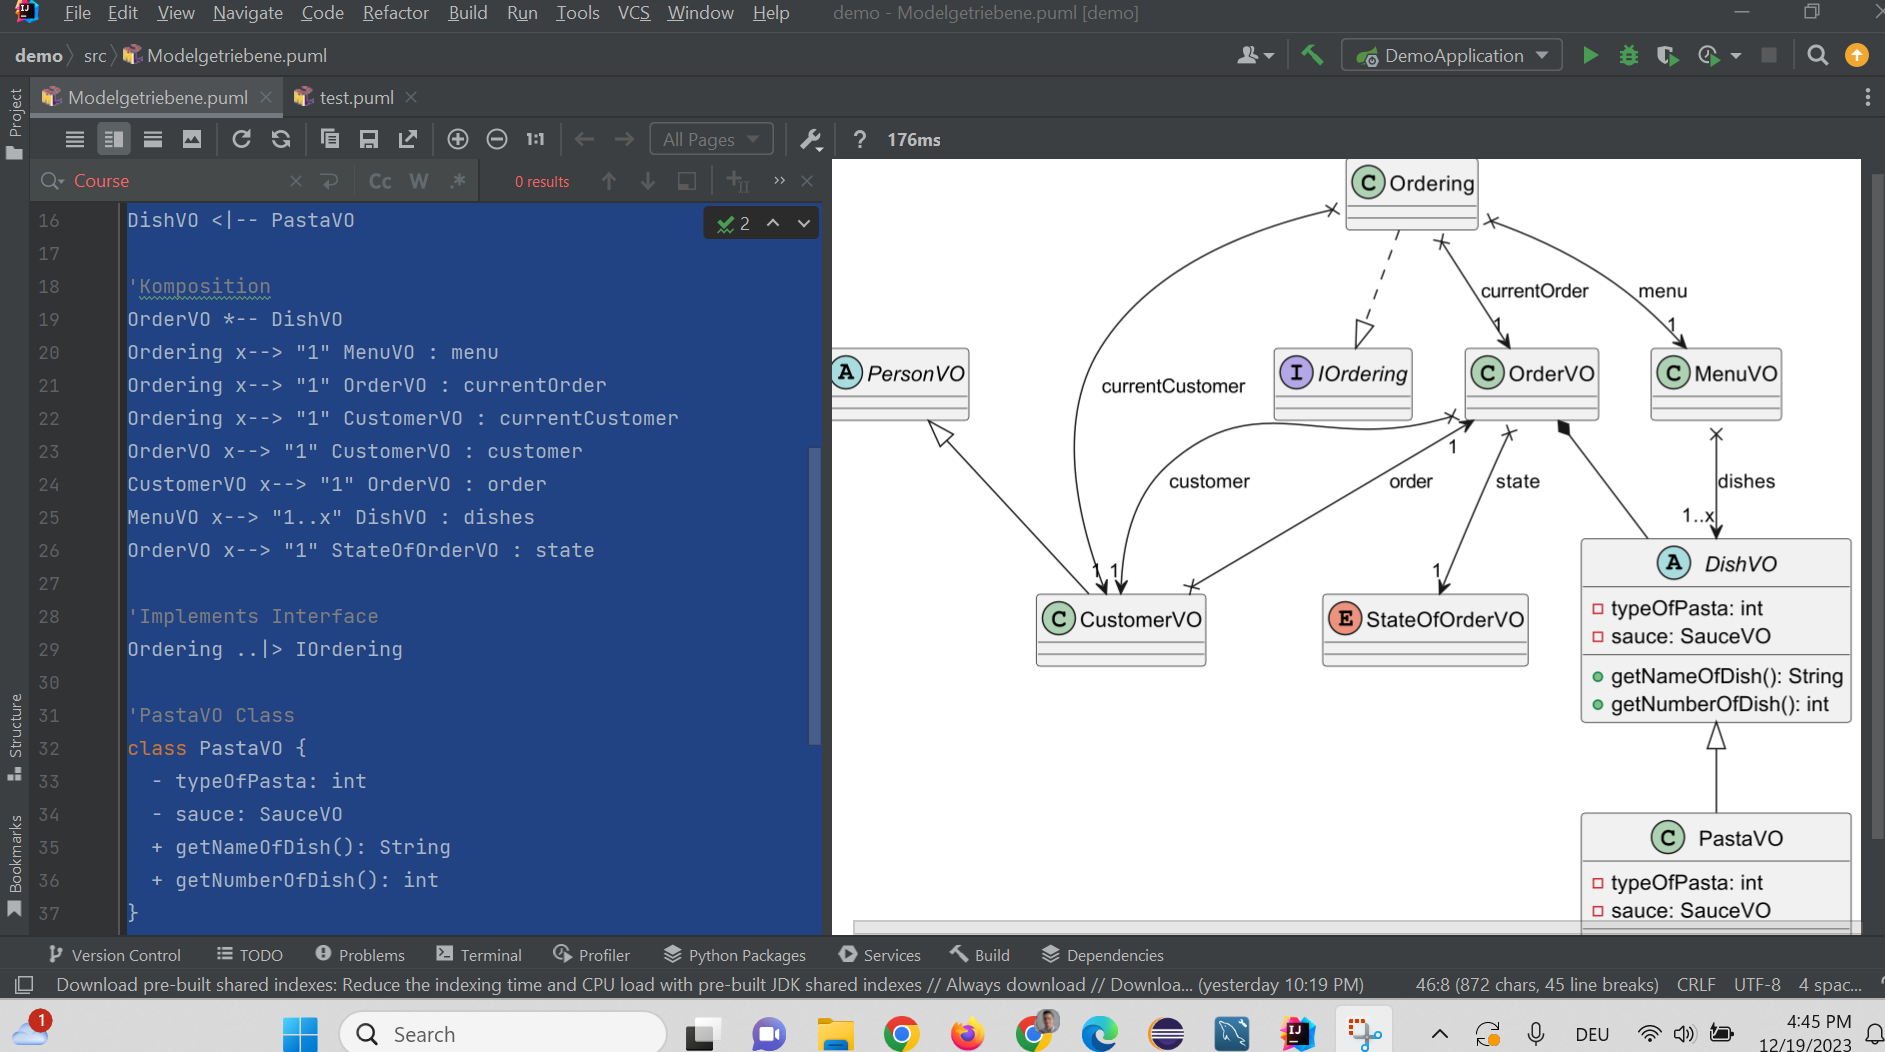 File Edit View Navigate Code Refactor Build Run Tools VCS Window Help demo - Modelgetriebene.puml [demo]
demo src Modelgetriebene.puml DemoApplication
Modelgetriebene.puml test.puml
1:1 All Pages ? 176ms
Course Cc W .* 0 results
Project
Structure
Bookmarks
2
16 DishVO <|-- PastaVO
17
18 'Komposition
19 OrderVO *-- DishVO
20 Ordering x--> "1" MenuVO : menu
21 Ordering x--> "1" OrderVO : currentOrder
22 Ordering x--> "1" CustomerVO : currentCustomer
23 OrderVO x--> "1" CustomerVO : customer
24 CustomerVO x--> "1" OrderVO : order
25 MenuVO x--> "1..x" DishVO : dishes
26 OrderVO x--> "1" StateOfOrderVO : state
27
28 'Implements Interface
29 Ordering ..|> IOrdering
30
31 'PastaVO Class
32 class PastaVO {
33 - typeOfPasta: int
34 - sauce: SauceVO
35 + getNameOfDish(): String
36 + getNumberOfDish(): int
37 }
C Ordering
currentOrder menu
1 1
A PersonVO
I IOrdering
C OrderVO
C MenuVO
currentCustomer
1
customer order state dishes
1..x
1 1 1
C CustomerVO
E StateOfOrderVO
A DishVO
typeOfPasta: int
sauce: SauceVO
getNameOfDish(): String
getNumberOfDish(): int
C PastaVO
typeOfPasta: int
sauce: SauceVO
Version Control TODO Problems Terminal Profiler Python Packages Services Build Dependencies
Download pre-built shared indexes: Reduce the indexing time and CPU load with pre-built JDK shared indexes // Always download // Downloa... (yesterday 10:19 PM) 46:8 (872 chars, 45 line breaks) CRLF UTF-8 4 spac...
1 Search DEU 4:45 PM
12/19/2023